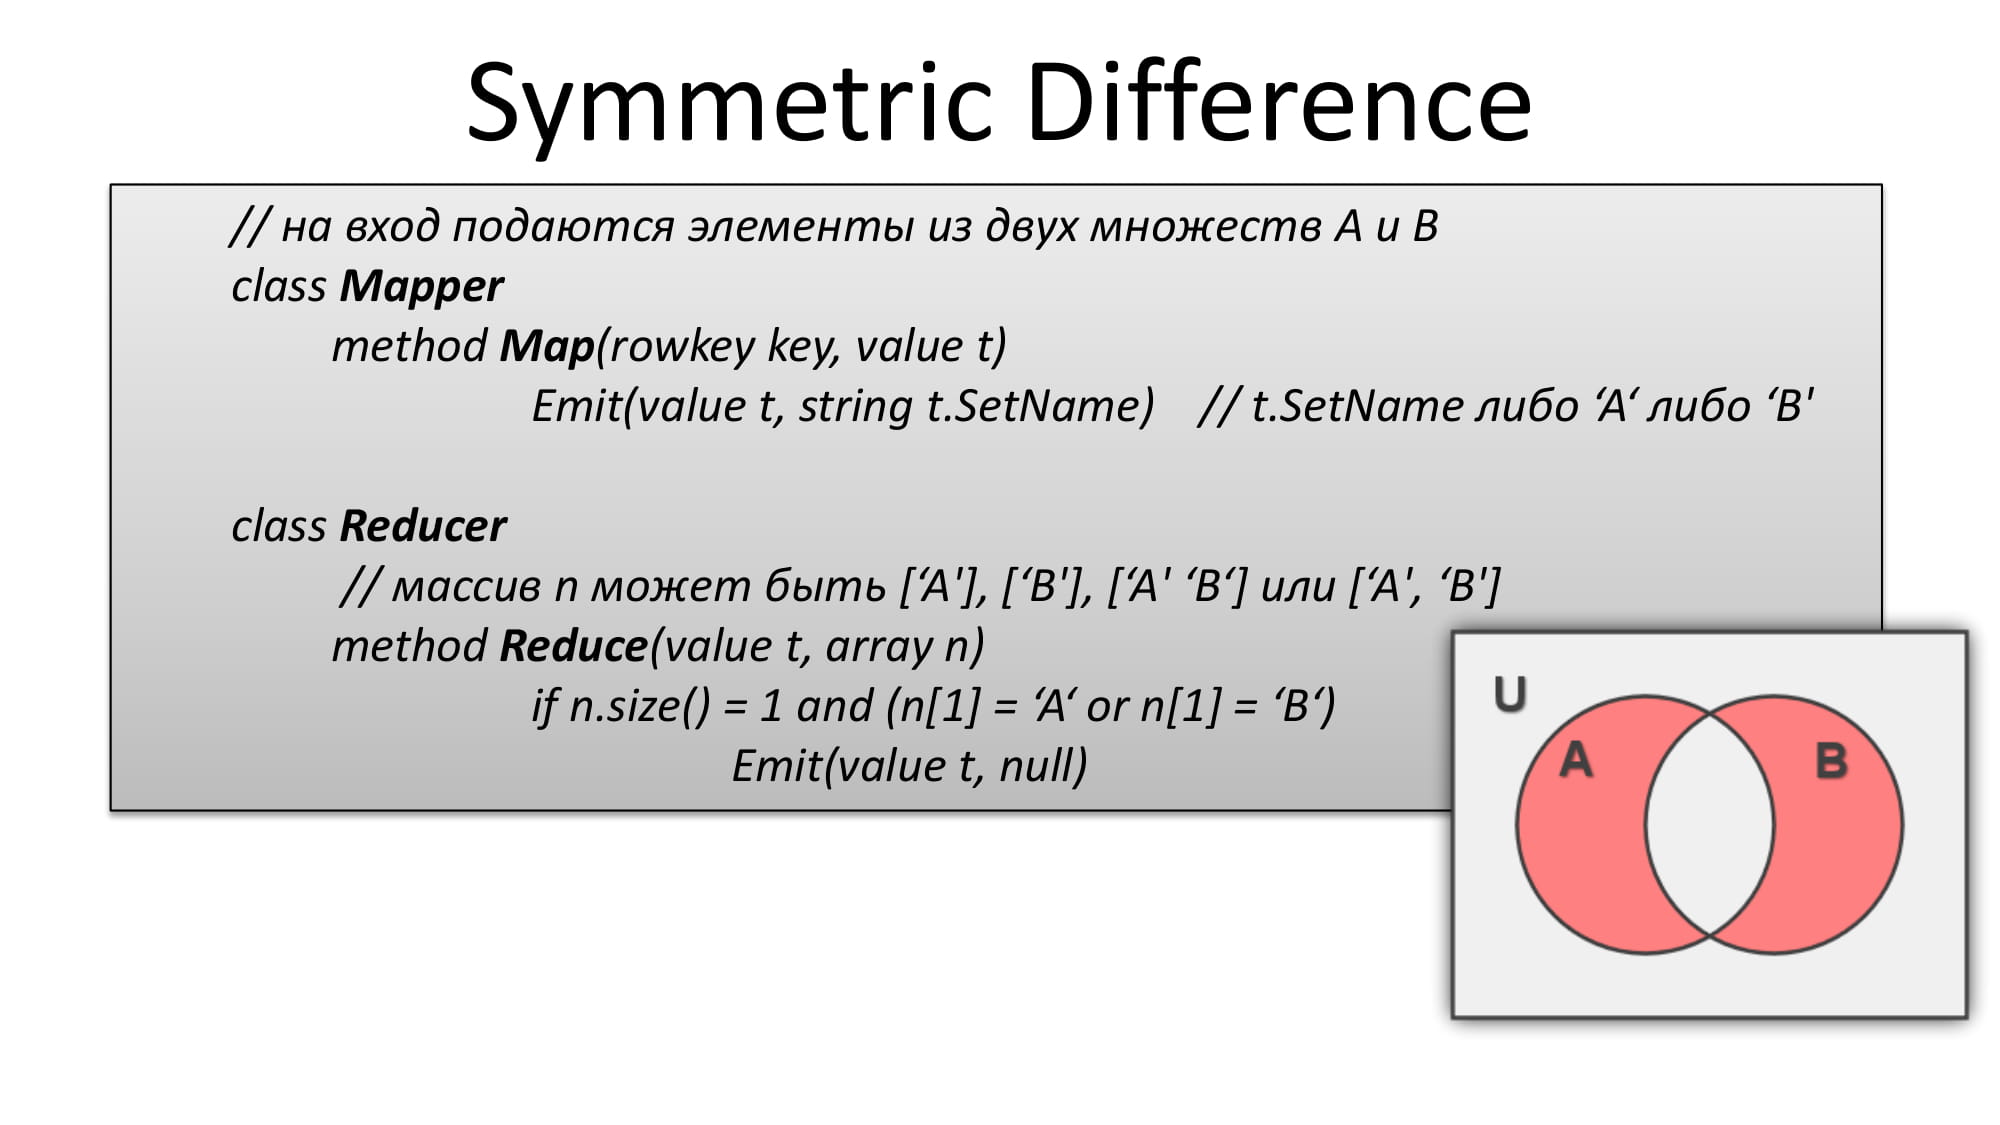 Symmetric Difference
// на вход подаются элементы из двух множеств A и B
class Mapper
method Map(rowkey key, value t)
Emit(value t, string t.SetName) // t.SetName либо ‘A‘ либо ‘B'
class Reducer
// массив n может быть [‘A'], [‘B'], [‘A' ‘B‘] или [‘A', ‘B']
method Reduce(value t, array n)
if n.size() = 1 and (n[1] = ‘A‘ or n[1] = ‘B‘)
Emit(value t, null)
U
A B